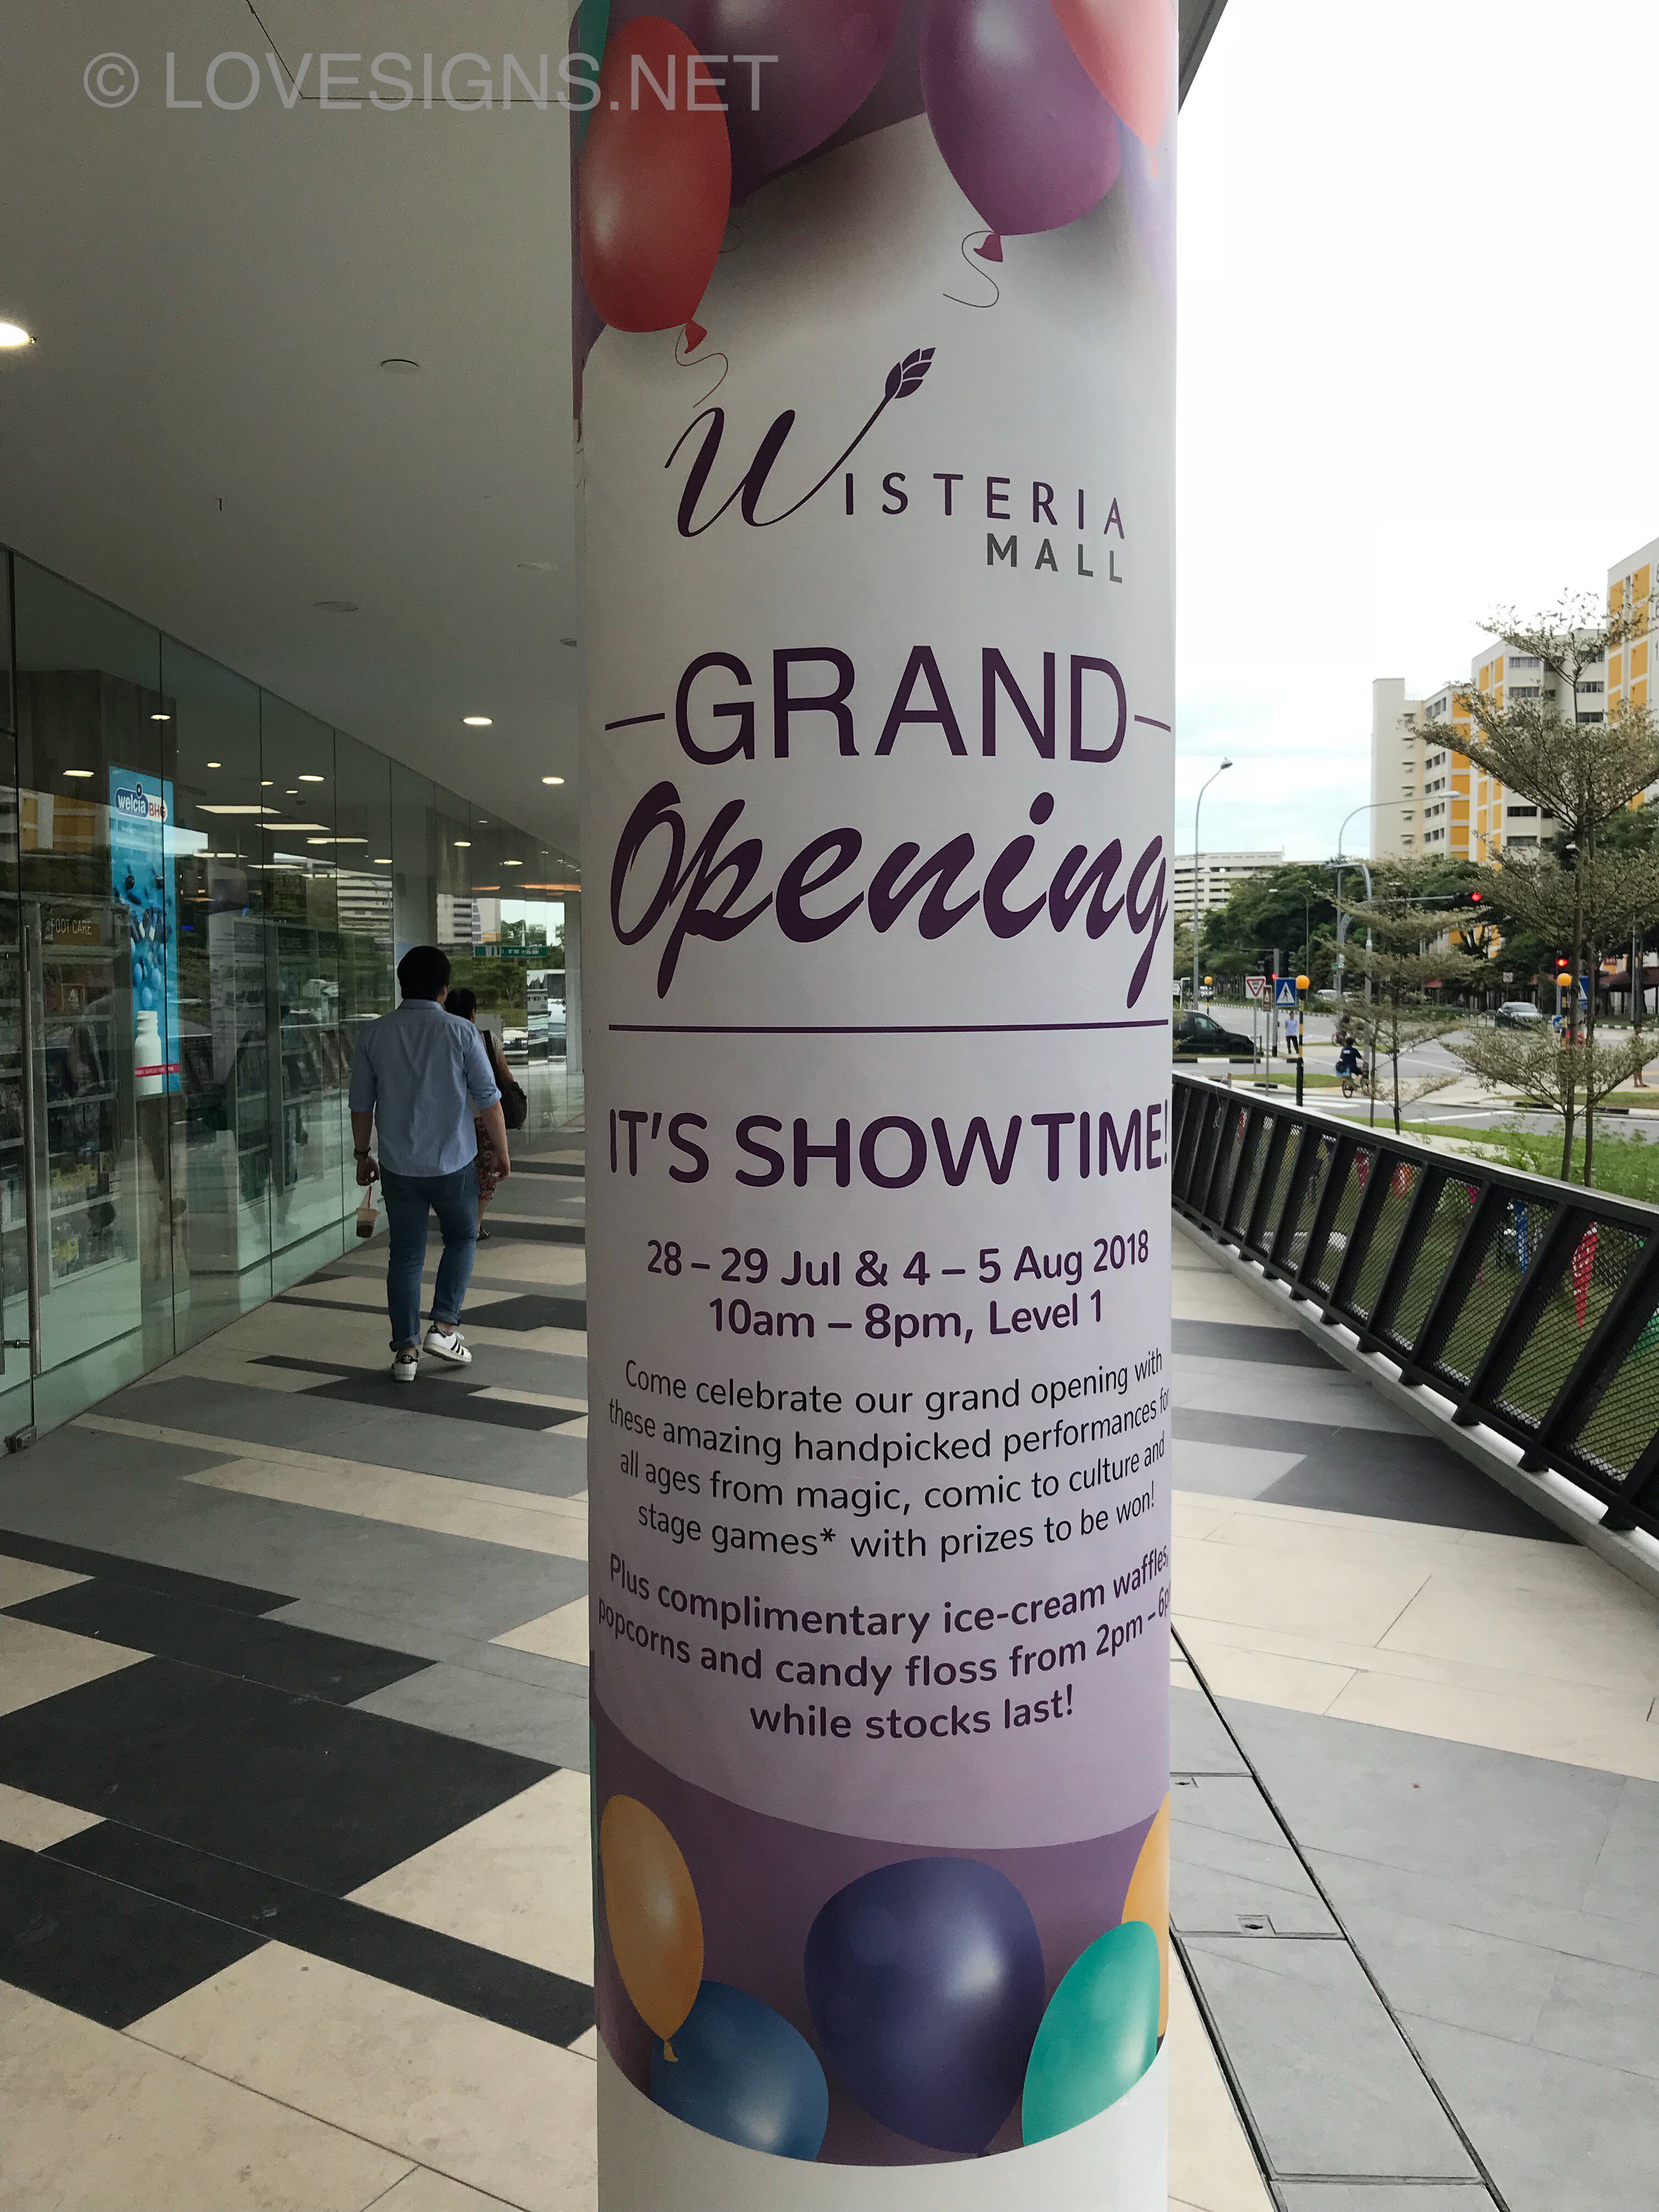 © LOVESIGNS.NET
WISTERIA
MALL
GRAND
Opening
IT'S SHOWTIME!
28 – 29 Jul & 4 – 5 Aug 2018
10am – 8pm, Level 1
Come celebrate our grand opening with
these amazing handpicked performances for
all ages from magic, comic to culture and
stage games* with prizes to be won!
Plus complimentary ice-cream waffles,
popcorns and candy floss from 2pm – 6p
while stocks last!
welcia BHG
FOOT CARE